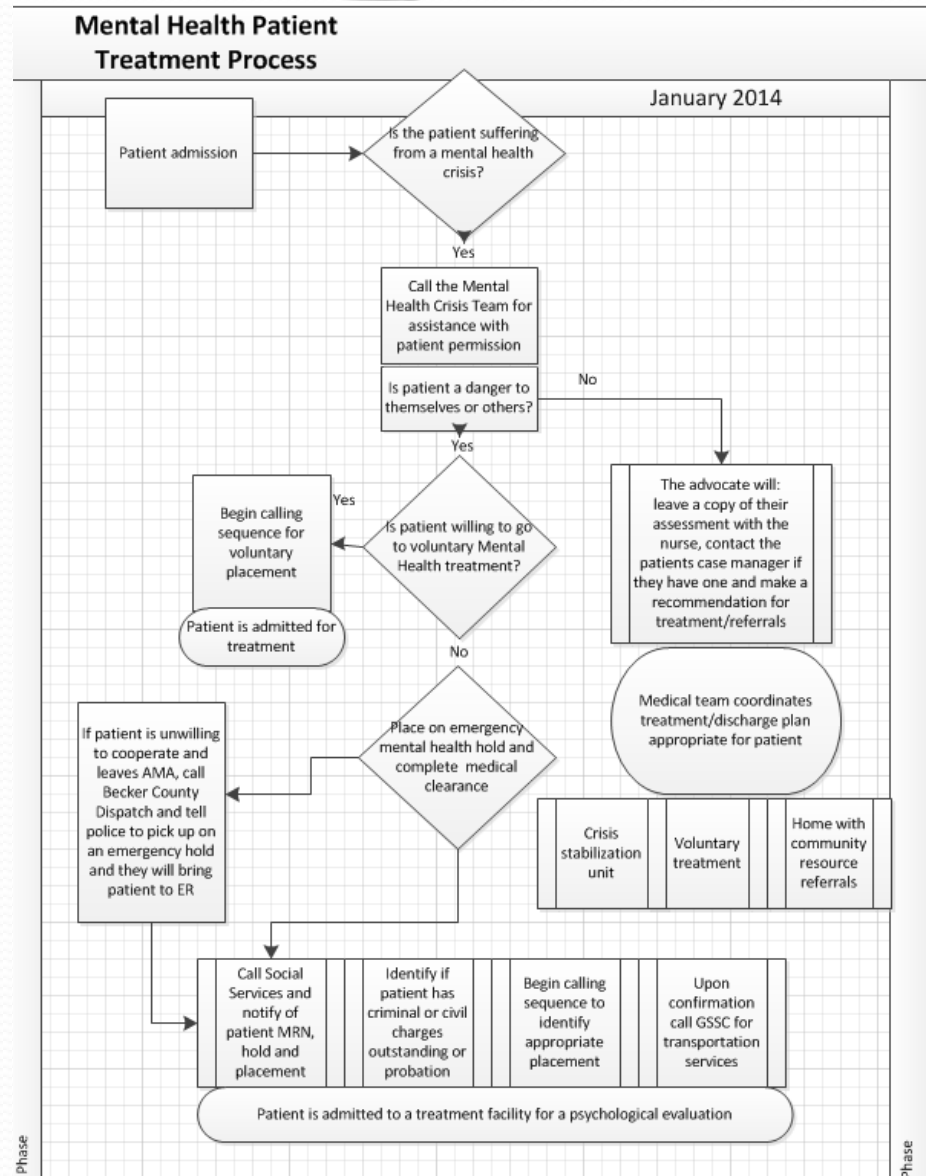 Mental Health Patient
Treatment Process
January 2014
Patient admission
Is the patient suffering
from a mental health
crisis?
Yes
Call the Mental
Health Crisis Team for
assistance with
patient permission
Is patient a danger to
themselves or others?
No
Yes
The advocate will:
leave a copy of their
assessment with the
nurse, contact the
patients case manager if
they have one and make a
recommendation for
treatment/referrals
Is patient willing to go
to voluntary Mental
Health treatment?
Yes
Begin calling
sequence for
voluntary
placement
Patient is admitted for
treatment
No
Medical team coordinates
treatment/discharge plan
appropriate for patient
Place on emergency
mental health hold and
complete medical
clearance
If patient is unwilling
to cooperate and
leaves AMA, call
Becker County
Dispatch and tell
police to pick up on
an emergency hold
and they will bring
patient to ER
Crisis
stabilization
unit
Voluntary
treatment
Home with
community
resource
referrals
Call Social
Services and
notify of
patient MRN,
hold and
placement
Identify if
patient has
criminal or civil
charges
outstanding or
probation
Begin calling
sequence to
identify
appropriate
placement
Upon
confirmation
call GSSC for
transportation
services
Patient is admitted to a treatment facility for a psychological evaluation
Phase
Phase